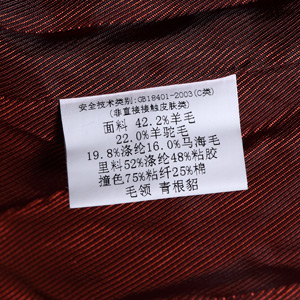 安全技术类别:GB18401-2003(C类)
(非直接接触皮肤类)
面料 42.2%羊毛
22.0%羊驼毛
19.8%涤纶16.0%马海毛
里料52%涤纶48%粘胶
撞色75%粘纤25%棉
毛领 青根貂